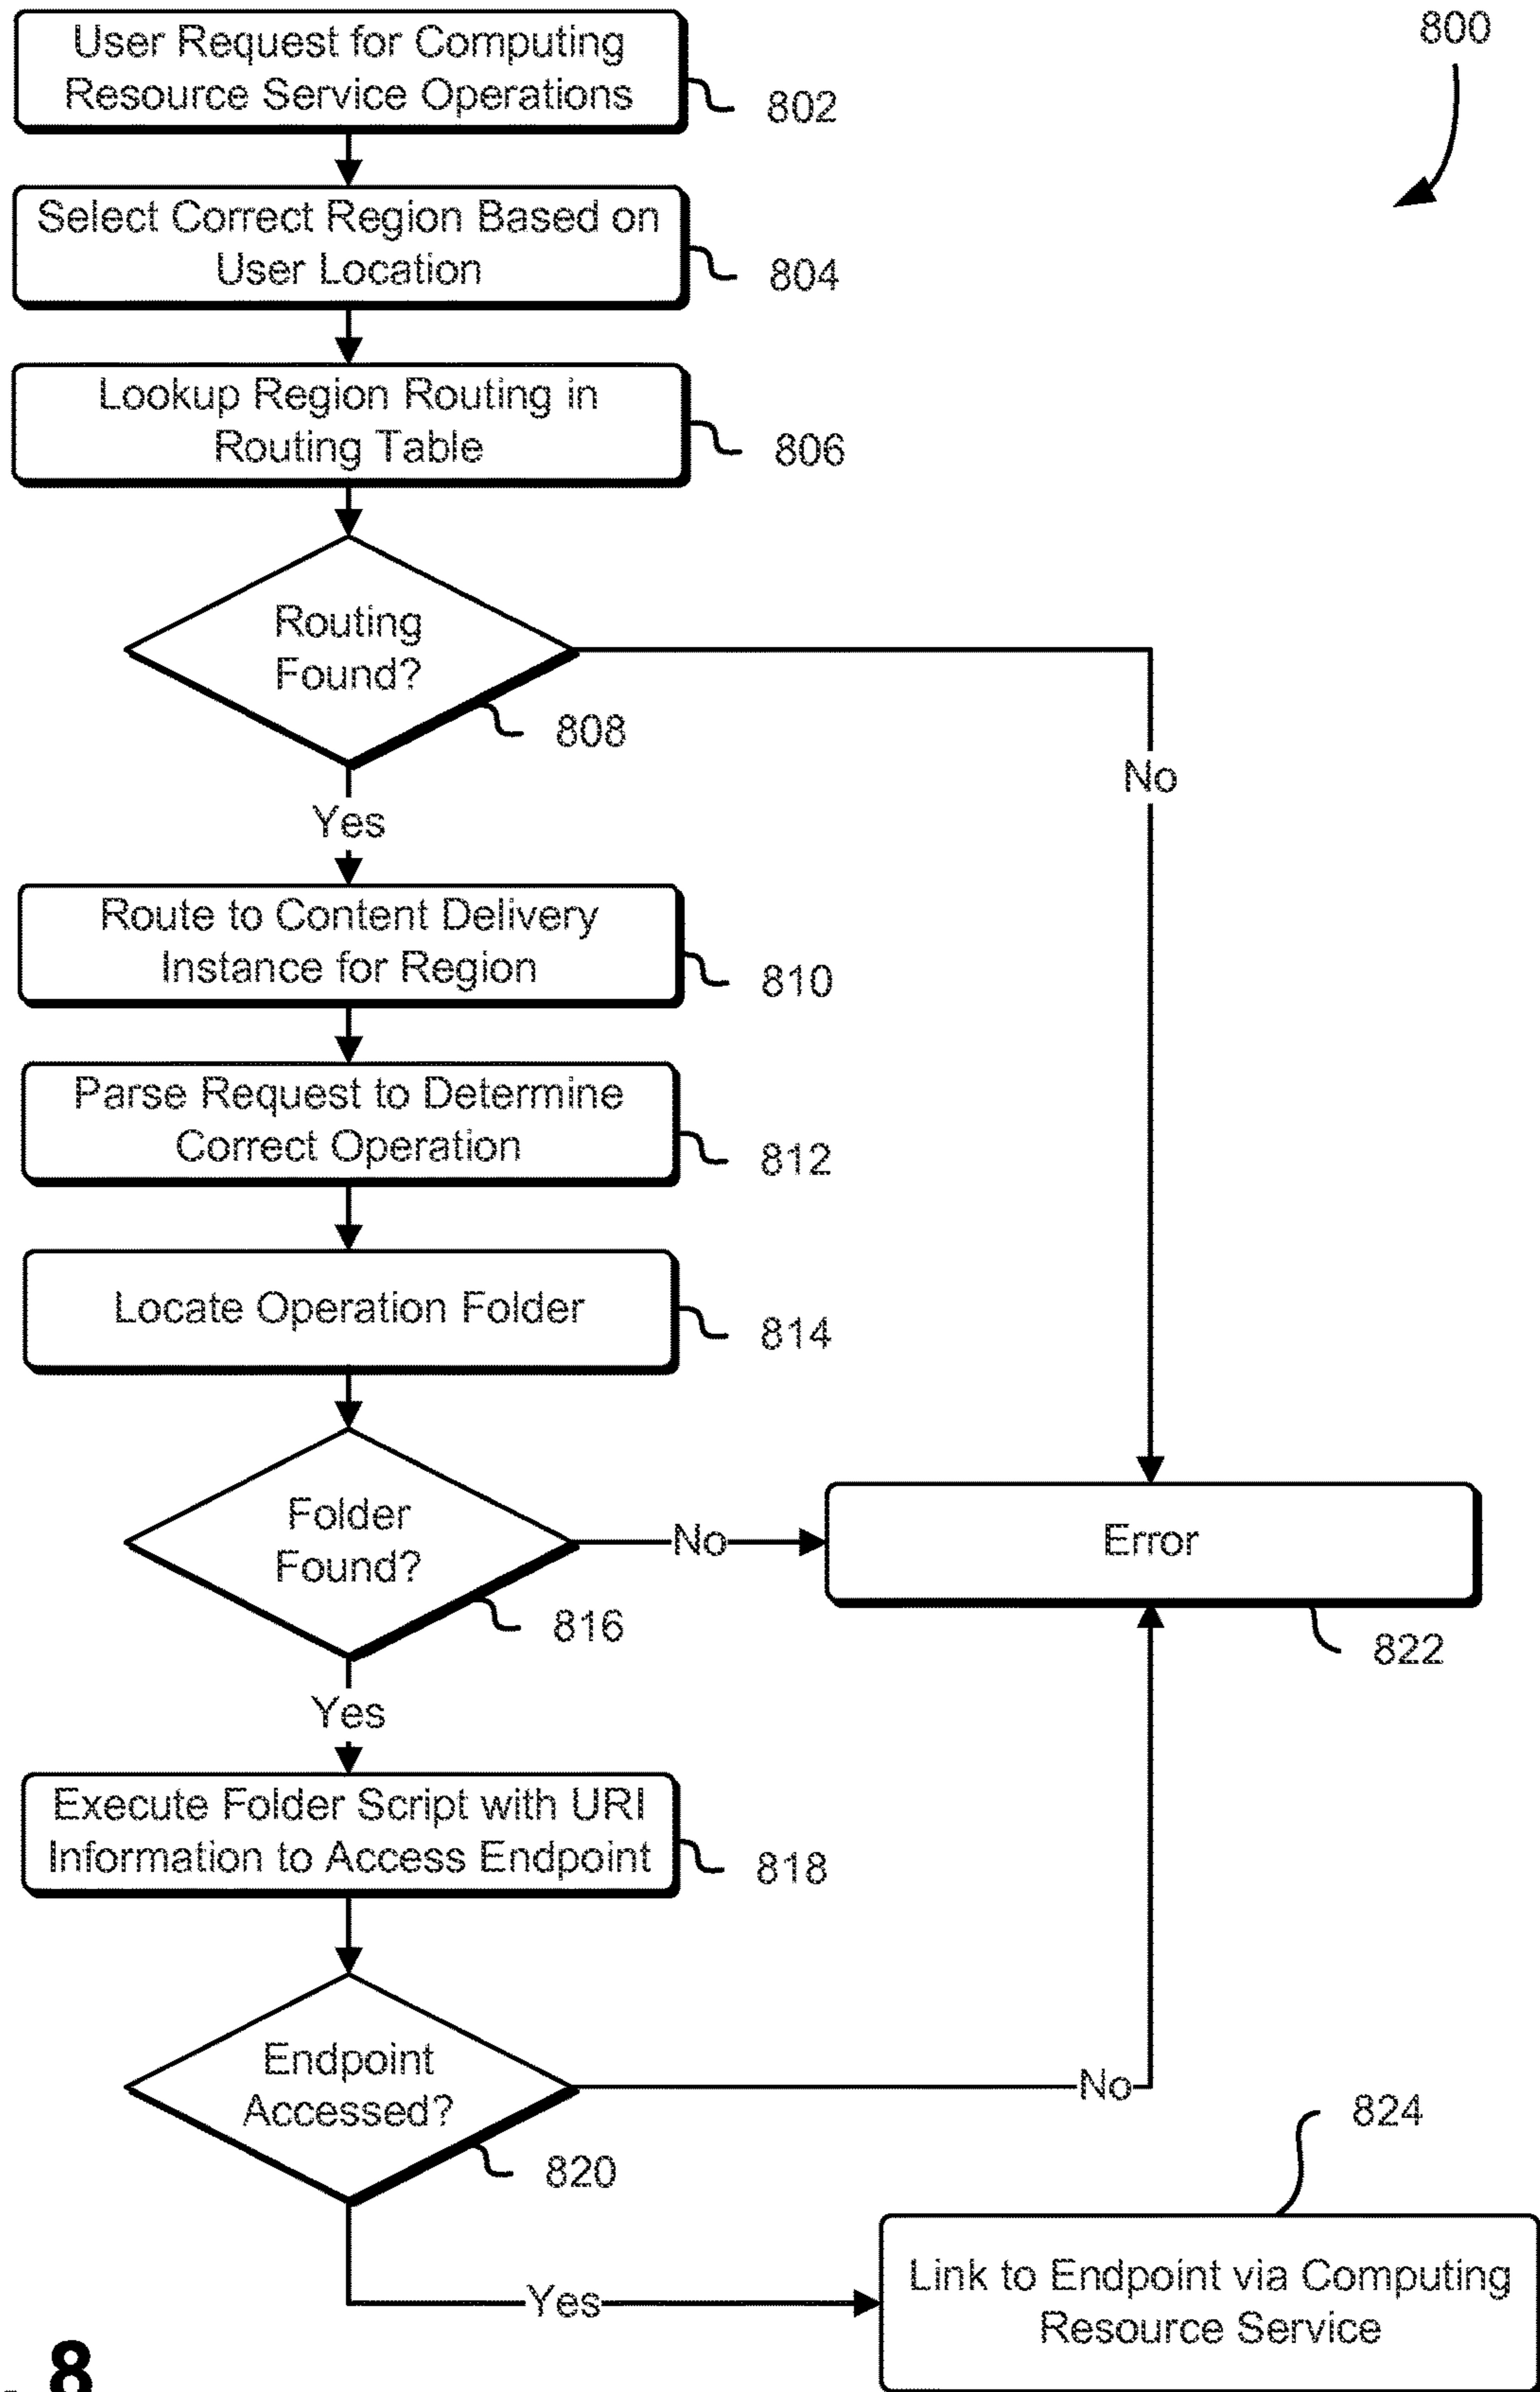 800
User Request for Computing
Resource Service Operations
802
Select Correct Region Based on
User Location
804
Lookup Region Routing in
Routing Table
806
Routing
Found?
808
No
Yes
Route to Content Delivery
Instance for Region
810
Parse Request to Determine
Correct Operation
812
Locate Operation Folder
814
Folder
Found?
816
No
Error
822
Yes
Execute Folder Script with URI
Information to Access Endpoint
818
Endpoint
Accessed?
820
No
824
Yes
Link to Endpoint via Computing
Resource Service
8